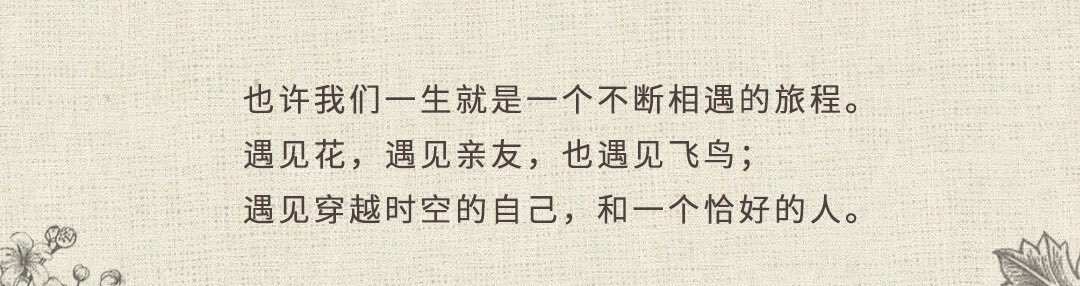 也许我们一生就是一个不断相遇的旅程。
遇见花，遇见亲友，也遇见飞鸟；
遇见穿越时空的自己，和一个恰好的人。